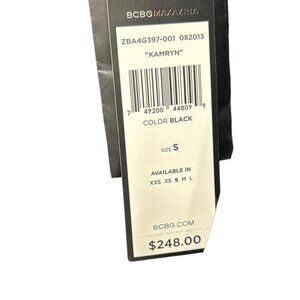 BCBGMAXAZRIA
ZBA4G397-001 082013
"KAMRYN"
7 49200 44809 9
COLOR BLACK
SIZE S
AVAILABLE IN
XXS XS S M L
BCBG.COM
$248.00